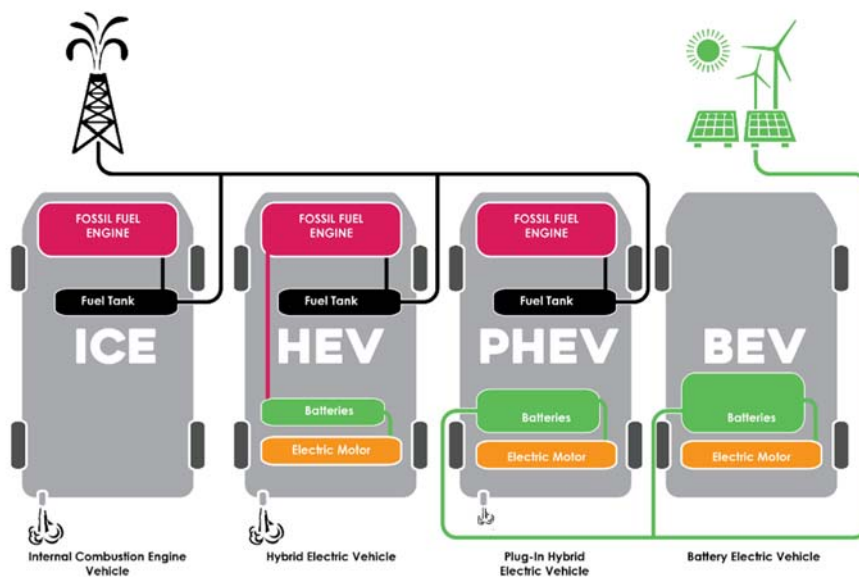 FOSSIL FUEL
ENGINE
Fuel Tank
ICE
Internal Combustion Engine
Vehicle
FOSSIL FUEL
ENGINE
Fuel Tank
HEV
Batteries
Electric Motor
Hybrid Electric Vehicle
FOSSIL FUEL
ENGINE
Fuel Tank
PHEV
Batteries
Electric Motor
Plug-In Hybrid
Electric Vehicle
BEV
Batteries
Electric Motor
Battery Electric Vehicle